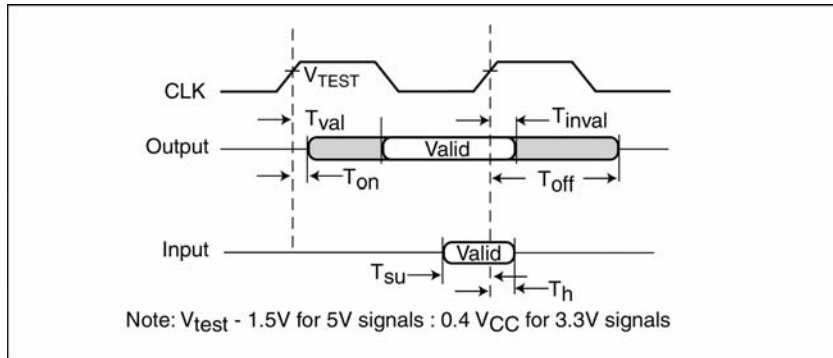 VTEST
CLK
Tval
Tinval
Output
Valid
Ton
Toff
Input
Valid
Tsu
Th
Note: Vtest - 1.5V for 5V signals : 0.4 VCC for 3.3V signals